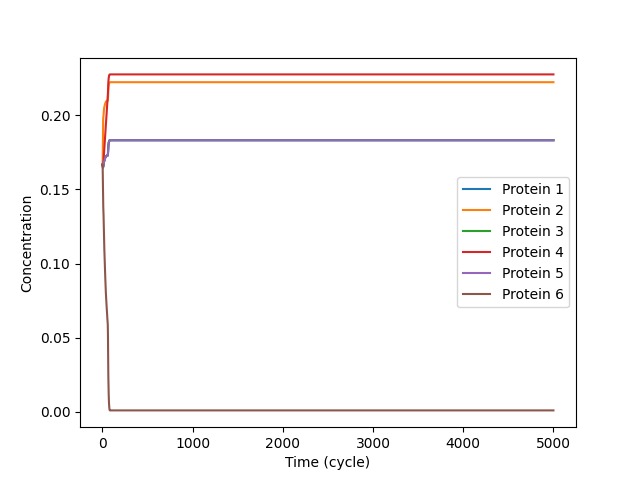 0.20
0.15
0.10
0.05
0.00
Concentration
Protein 1
Protein 2
Protein 3
Protein 4
Protein 5
Protein 6
0 1000 2000 3000 4000 5000
Time (cycle)